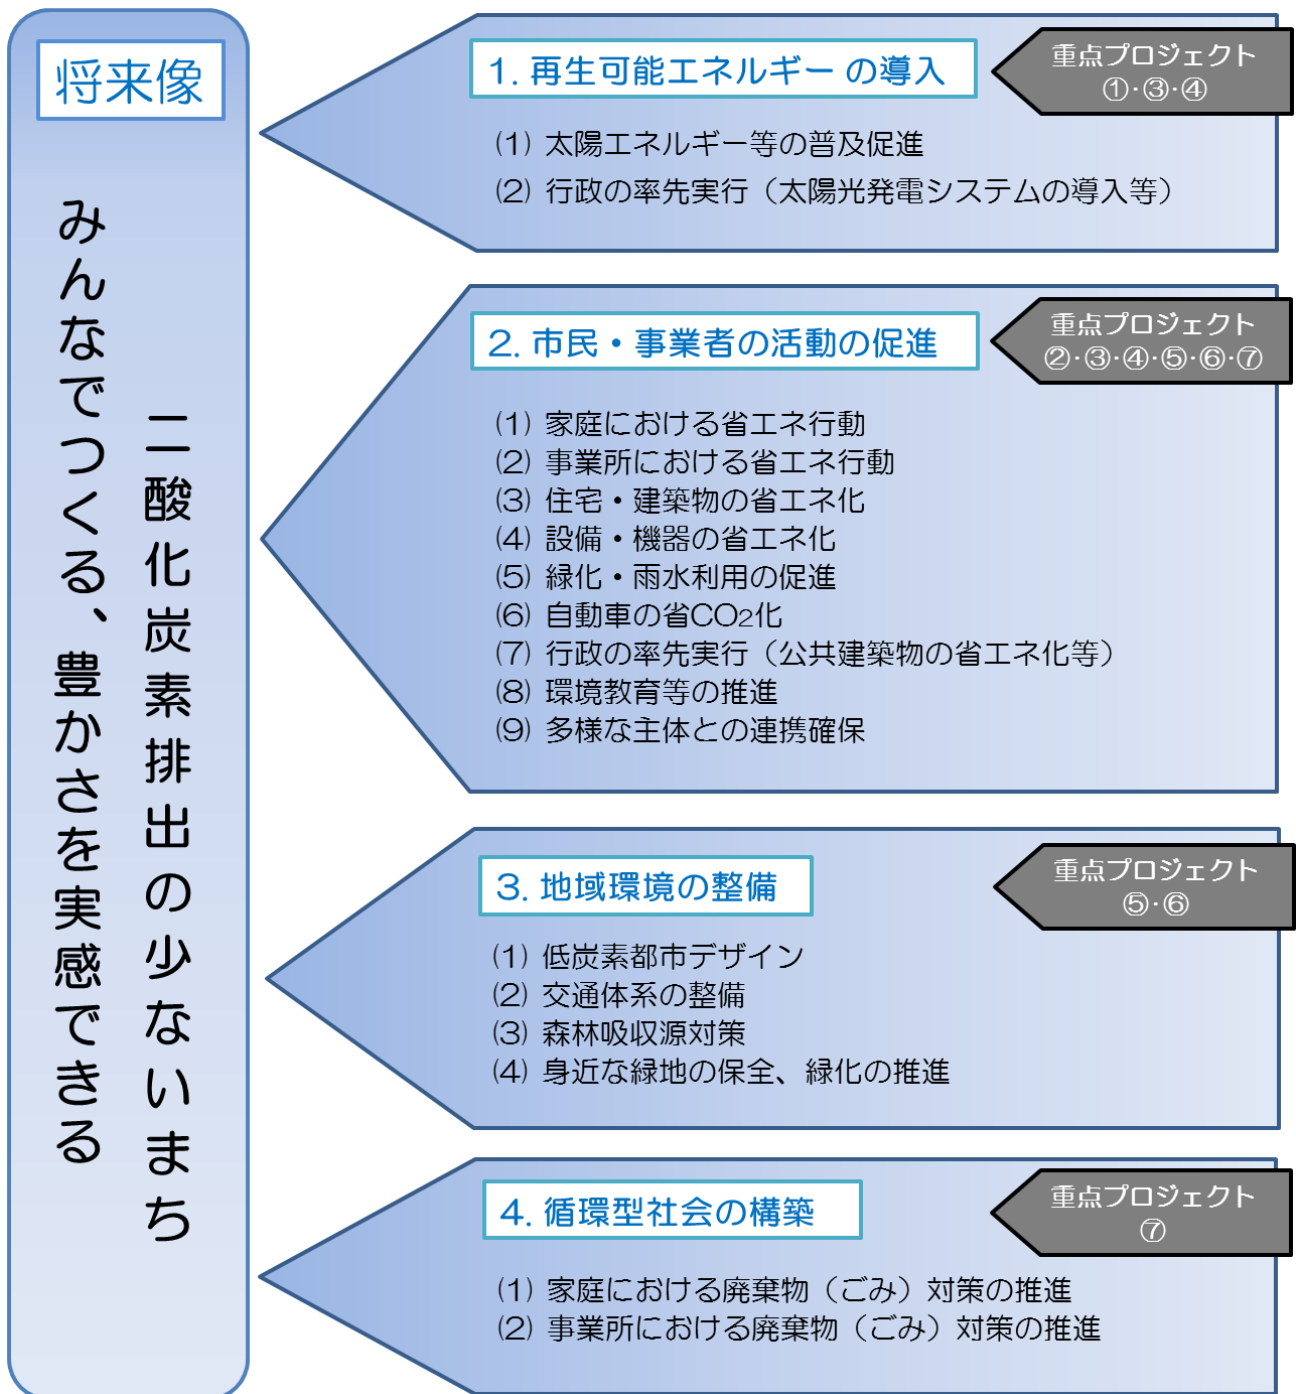 将来像
二酸化炭素排出の少ないまち
みんなでつくる、豊かさを実感できる
1. 再生可能エネルギー の導入
重点プロジェクト
①・③・④
(1) 太陽エネルギー等の普及促進
(2) 行政の率先実行（太陽光発電システムの導入等）
2. 市民・事業者の活動の促進
重点プロジェクト
②・③・④・⑤・⑥・⑦
(1) 家庭における省エネ行動
(2) 事業所における省エネ行動
(3) 住宅・建築物の省エネ化
(4) 設備・機器の省エネ化
(5) 緑化・雨水利用の促進
(6) 自動車の省CO2化
(7) 行政の率先実行（公共建築物の省エネ化等）
(8) 環境教育等の推進
(9) 多様な主体との連携確保
3. 地域環境の整備
重点プロジェクト
⑤・⑥
(1) 低炭素都市デザイン
(2) 交通体系の整備
(3) 森林吸収源対策
(4) 身近な緑地の保全、緑化の推進
4. 循環型社会の構築
重点プロジェクト
⑦
(1) 家庭における廃棄物（ごみ）対策の推進
(2) 事業所における廃棄物（ごみ）対策の推進